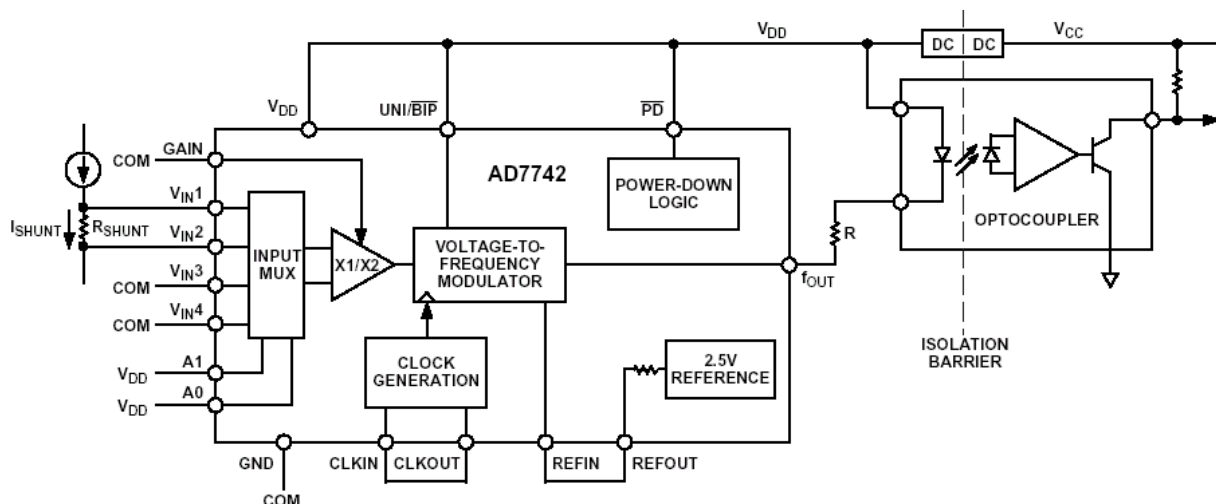 VDD
DC DC
VCC
VDD
UNI/BIP
PD
GAIN
COM
AD7742
POWER-DOWN
LOGIC
VIN1
ISHUNT
RSHUNT
VIN2
VIN3
COM
VIN4
COM
INPUT
MUX
X1/X2
VOLTAGE-TO-
FREQUENCY
MODULATOR
fOUT
R
OPTOCOUPLER
ISOLATION
BARRIER
A1
VDD
A0
VDD
CLOCK
GENERATION
2.5V
REFERENCE
GND
CLKIN
CLKOUT
REFIN
REFOUT
COM